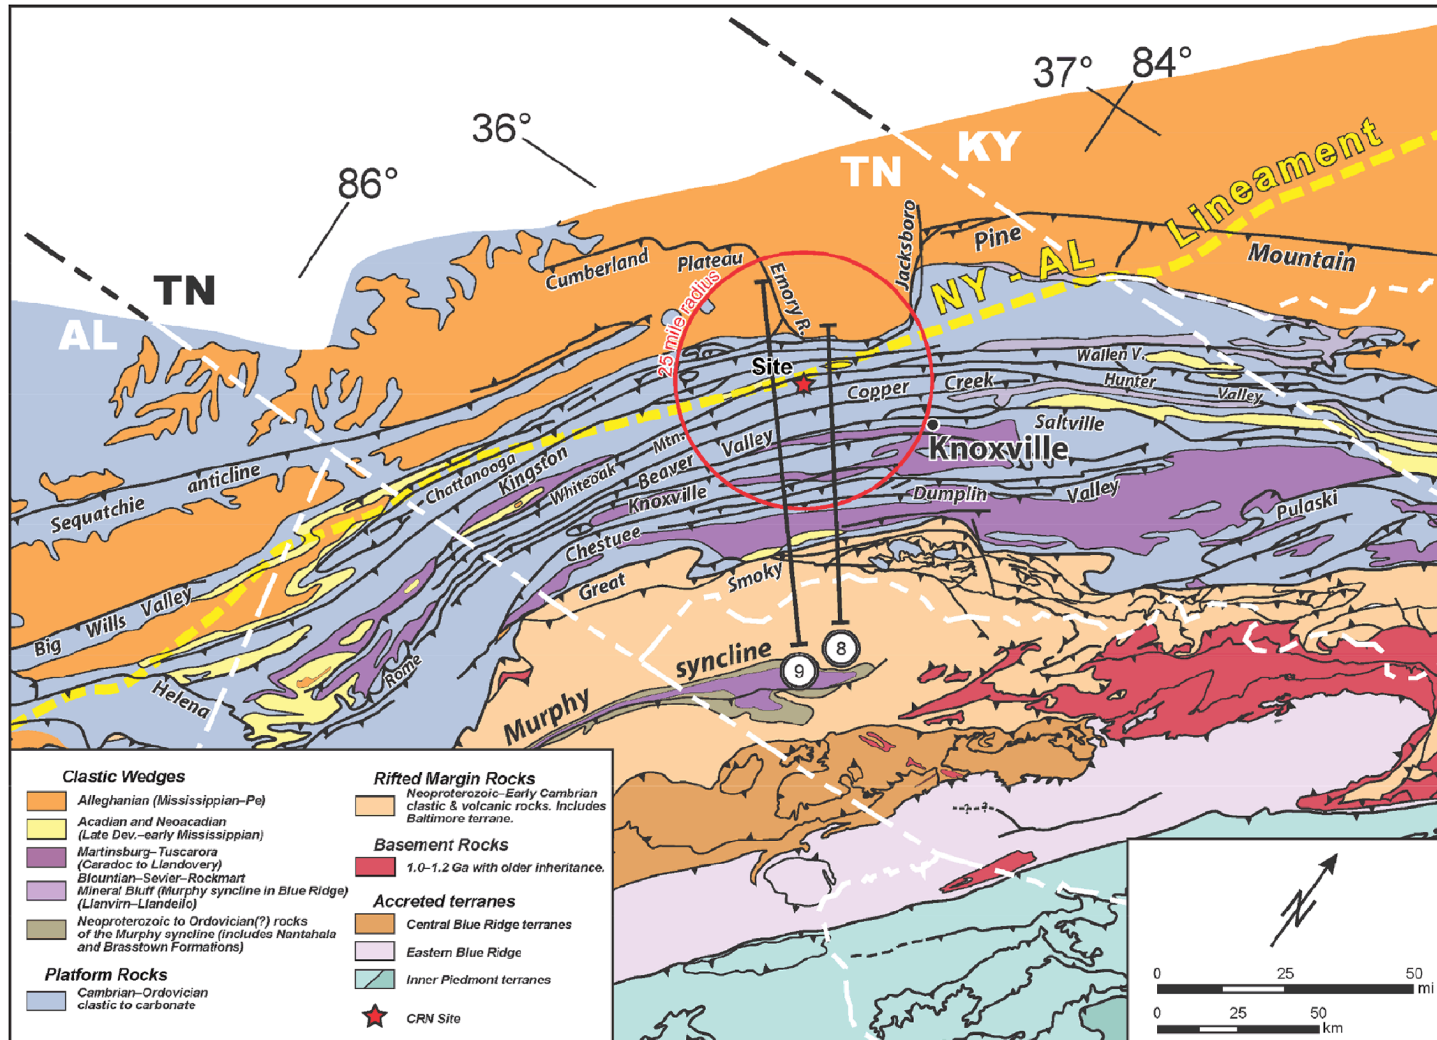 37°
84°
36°
KY
TN
86°
Lineament
Jacksboro
Pine
Mountain
Cumberland
Plateau
NY - AL
Emory R.
TN
AL
25 mile radius
Site
Wallen V.
Copper
Creek
Hunter
Valley
Mtn.
Valley
Saltville
Knoxville
Chattanooga
Kingston
Whiteoak
Beaver
Knoxville
Dumplin
Valley
Pulaski
Sequatchie
anticline
Chestuee
Great
Smoky
Big
Wills
Valley
Rome
Helena
Murphy
syncline
8
9
Clastic Wedges
Alleghanian (Mississippian–Pe)
Acadian and Neoacadian
(Late Dev.–early Mississippian)
Martinsburg–Tuscarora
(Caradoc to Llandovery)
Blountian–Sevier–Rockmart
Mineral Bluff (Murphy syncline in Blue Ridge)
(Llenvirn–Llandeilo)
Neoproterozoic to Ordovician(?) rocks
of the Murphy syncline (includes Nantahala
and Brasstown Formations)
Platform Rocks
Cambrian–Ordovician
clastic to carbonate
Rifted Margin Rocks
Neoproterozoic–Early Cambrian
clastic & volcanic rocks. Includes
Baltimore terrane.
Basement Rocks
1.0–1.2 Ga with older inheritance.
Accreted terranes
Central Blue Ridge terranes
Eastern Blue Ridge
Inner Piedmont terranes
CRN Site
?
N
0 25 50
mi
0 25 50
km